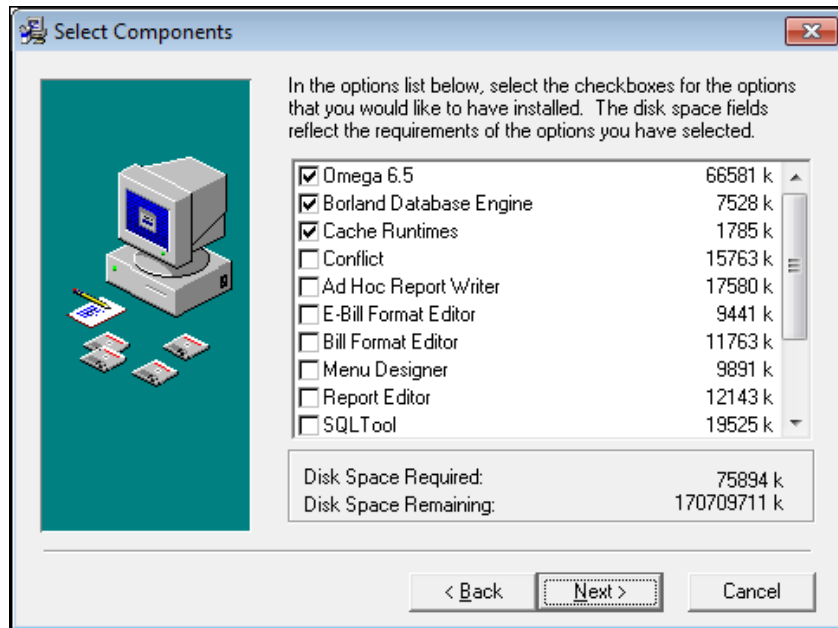 Select Components
In the options list below, select the checkboxes for the options
that you would like to have installed.  The disk space fields
reflect the requirements of the options you have selected.
Omega 6.5 66581 k
Borland Database Engine 7528 k
Cache Runtimes 1785 k
Conflict 15763 k
Ad Hoc Report Writer 17580 k
E-Bill Format Editor 9441 k
Bill Format Editor 11763 k
Menu Designer 9891 k
Report Editor 12143 k
SQLTool 19525 k
Disk Space Required: 75894 k
Disk Space Remaining: 170709711 k
< Back Next > Cancel